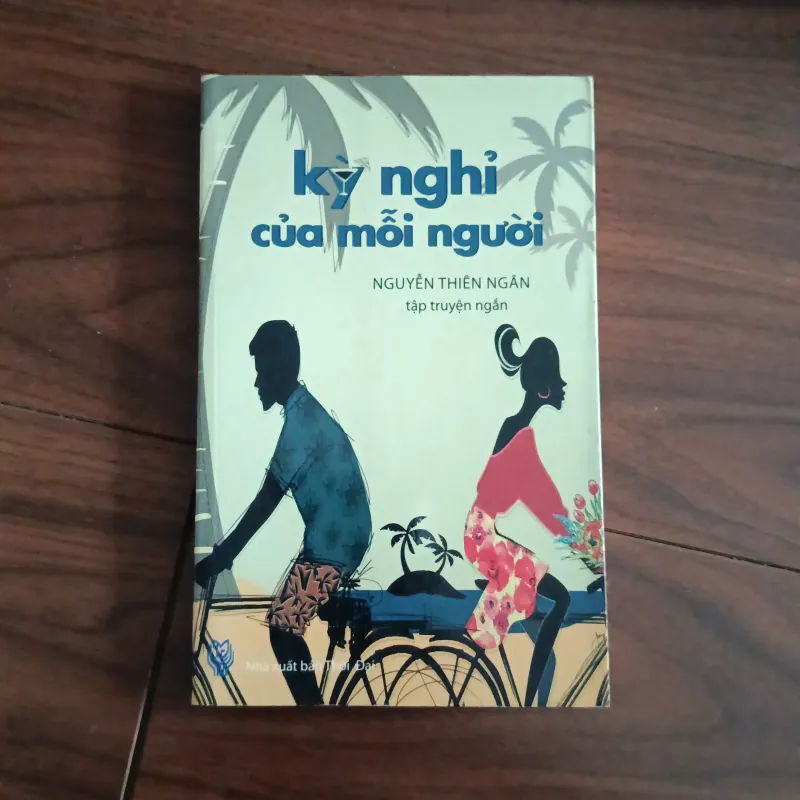 kỳ nghỉ
của mỗi người
NGUYỄN THIÊN NGÂN
tập truyện ngắn
Nhà xuất bản Thời Đại